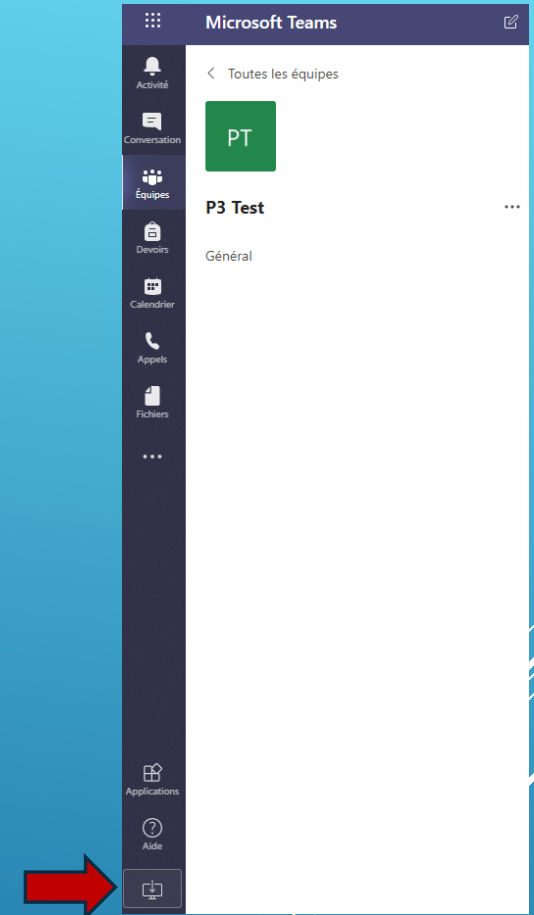 Microsoft Teams
Activité
Conversation
Équipes
Devoirs
Calendrier
Appels
Fichiers
Applications
Aide
Toutes les équipes
PT
P3 Test
Général